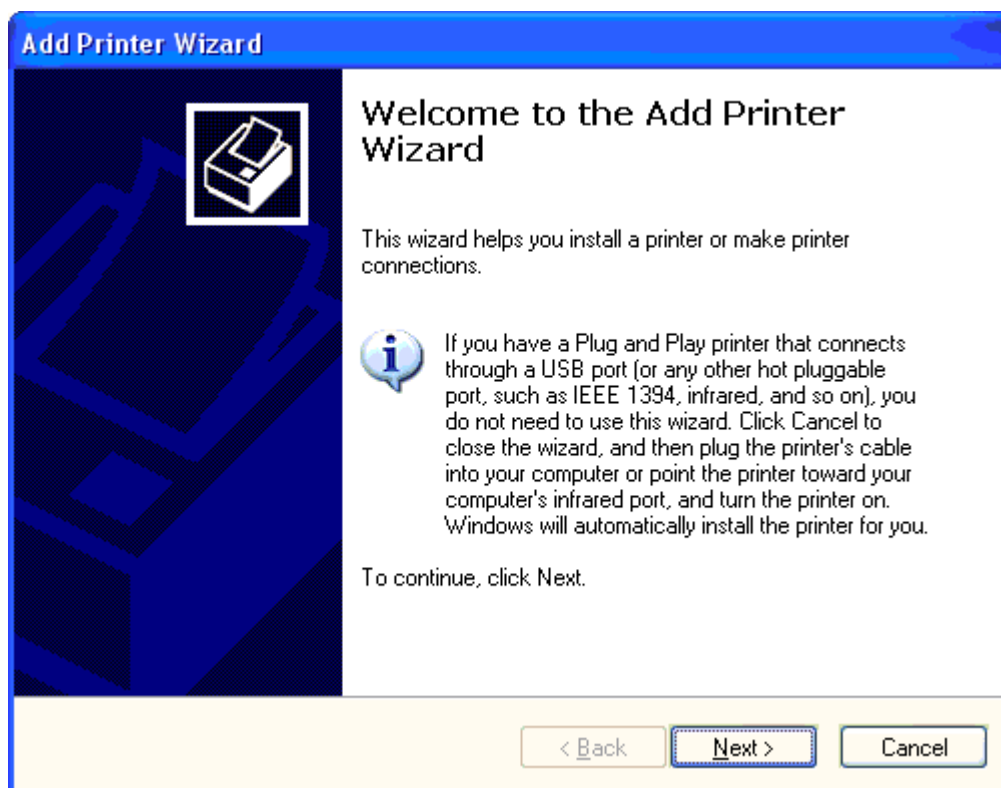 Add Printer Wizard
Welcome to the Add Printer
Wizard
This wizard helps you install a printer or make printer
connections.
If you have a Plug and Play printer that connects
through a USB port (or any other hot pluggable
port, such as IEEE 1394, infrared, and so on), you
do not need to use this wizard. Click Cancel to
close the wizard, and then plug the printer's cable
into your computer or point the printer toward your
computer's infrared port, and turn the printer on.
Windows will automatically install the printer for you.
To continue, click Next.
< Back Next > Cancel